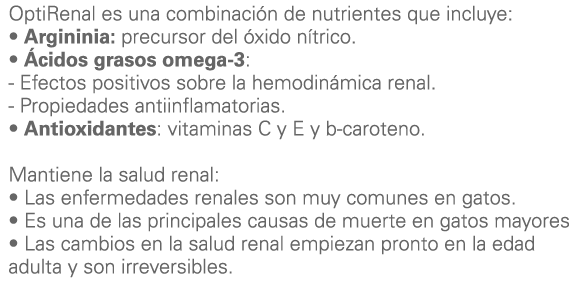 OptiRenal es una combinación de nutrientes que incluye:
• Argininia: precursor del óxido nítrico.
• Ácidos grasos omega-3:
- Efectos positivos sobre la hemodinámica renal.
- Propiedades antiinflamatorias.
• Antioxidantes: vitaminas C y E y b-caroteno.
Mantiene la salud renal:
• Las enfermedades renales son muy comunes en gatos.
• Es una de las principales causas de muerte en gatos mayores
• Las cambios en la salud renal empiezan pronto en la edad
adulta y son irreversibles.